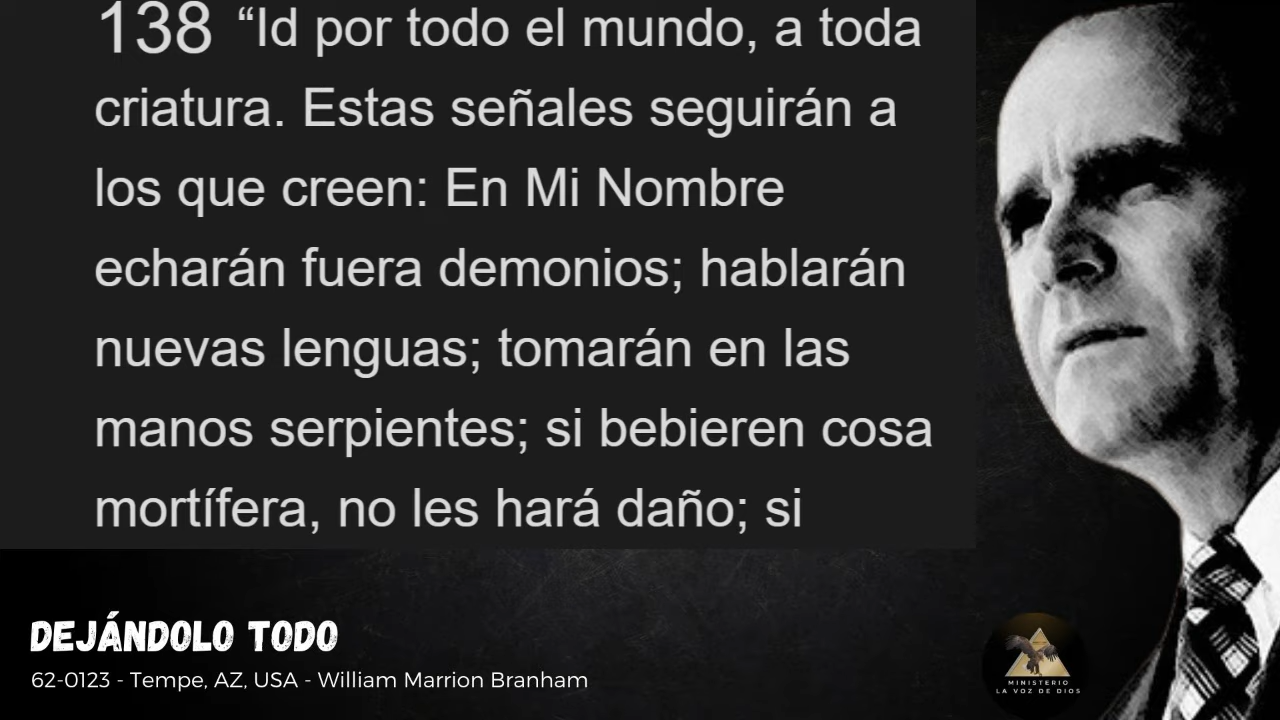 138 “Id por todo el mundo, a toda
criatura. Estas señales seguirán a
los que creen: En Mi Nombre
echarán fuera demonios; hablarán
nuevas lenguas; tomarán en las
manos serpientes; si bebieren cosa
mortífera, no les hará daño; si
DEJÁNDOLO TODO
62-0123 - Tempe, AZ, USA - William Marrion Branham
MINISTERIO
LA VOZ DE DIOS